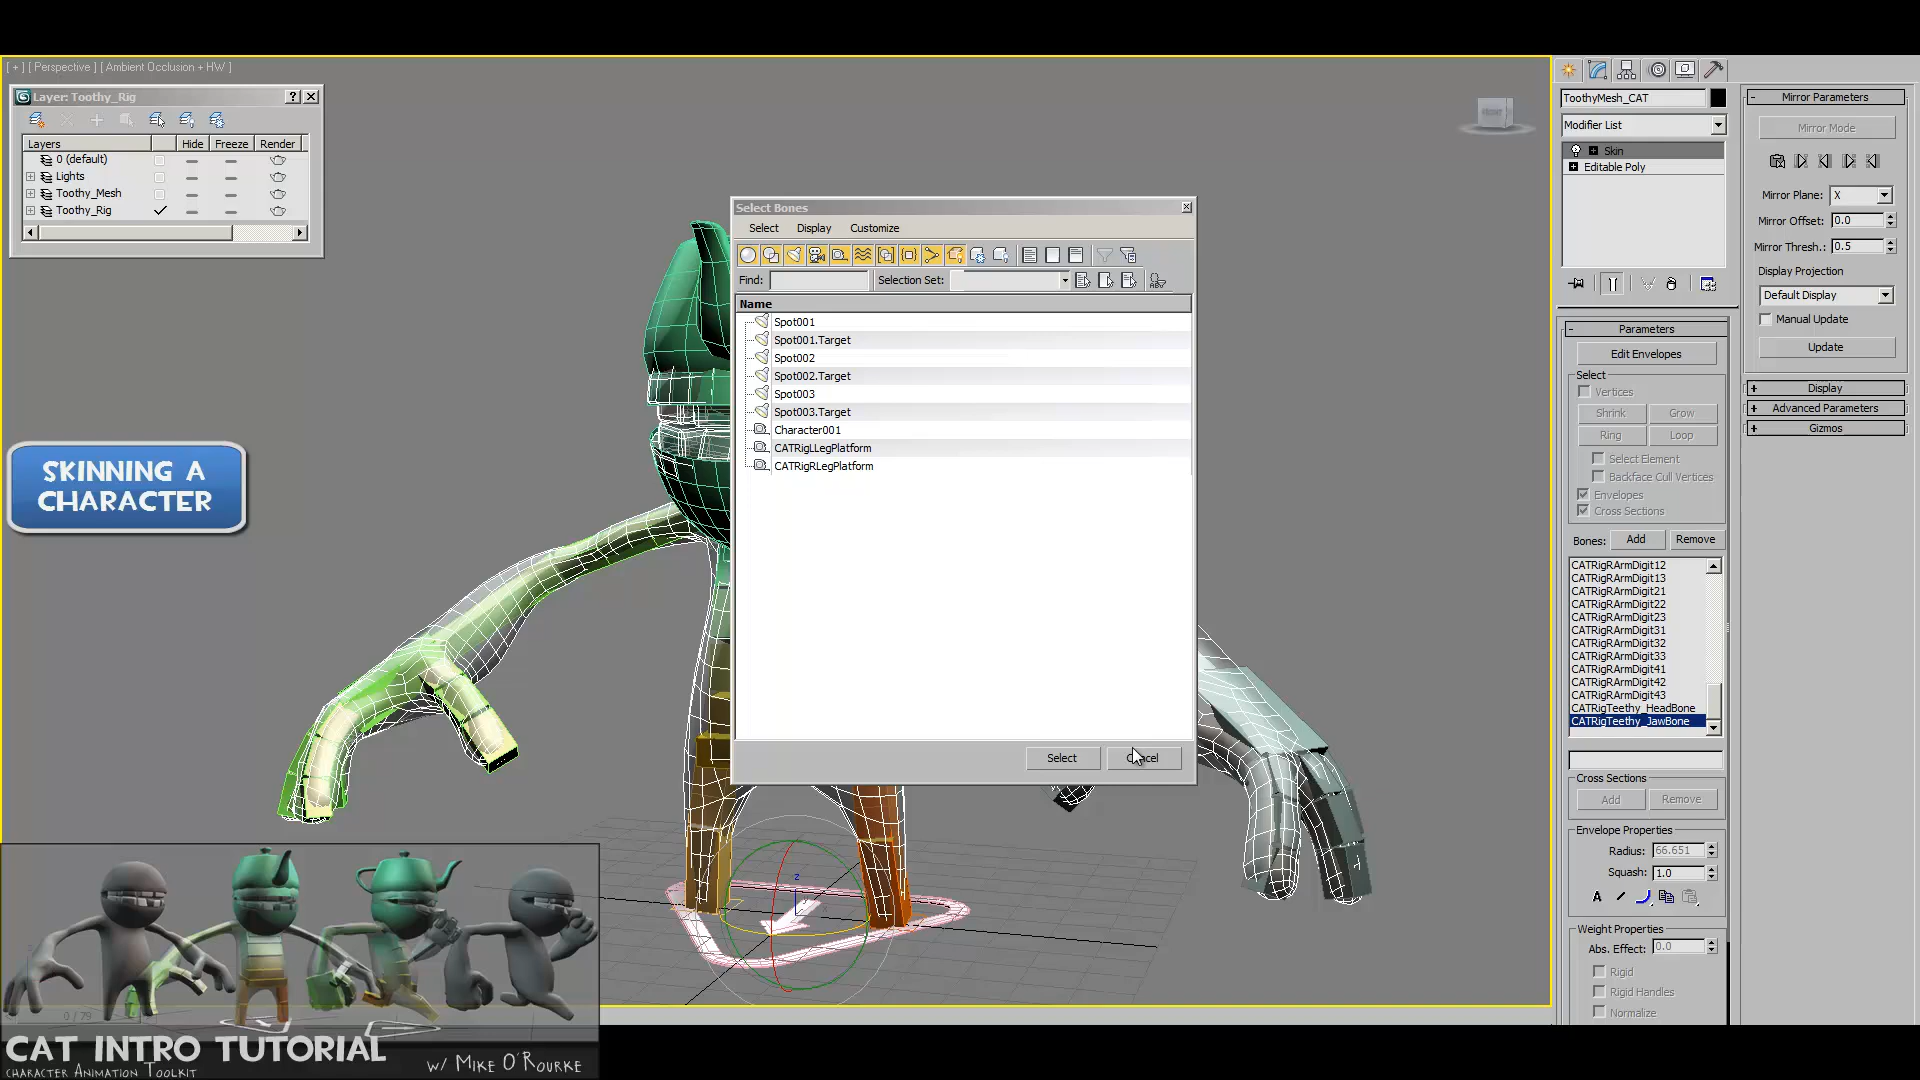 [ + ] [ Perspective ] [ Ambient Occlusion + HW ]
Layer: Toothy_Rig
Layers Hide Freeze Render
0 (default)
Lights
Toothy_Mesh
Toothy_Rig
SKINNING A
CHARACTER
Select Bones
Select Display Customize
Find: Selection Set:
Name
Spot001
Spot001.Target
Spot002
Spot002.Target
Spot003
Spot003.Target
Character001
CATRigLLegPlatform
CATRigRLegPlatform
Select Cancel
z
ToothyMesh_CAT
Modifier List
Skin
Editable Poly
Parameters
Edit Envelopes
Select
Vertices
Shrink Grow
Ring Loop
Select Element
Backface Cull Vertices
Envelopes
Cross Sections
Bones: Add Remove
CATRigRArmDigit12
CATRigRArmDigit13
CATRigRArmDigit21
CATRigRArmDigit22
CATRigRArmDigit23
CATRigRArmDigit31
CATRigRArmDigit32
CATRigRArmDigit33
CATRigRArmDigit41
CATRigRArmDigit42
CATRigRArmDigit43
CATRigTeethy_HeadBone
CATRigTeethy_JawBone
Cross Sections
Add Remove
Envelope Properties
Radius: 66.651
Squash: 1.0
A
Weight Properties
Abs. Effect: 0.0
Rigid
Rigid Handles
Normalize
Mirror Parameters
Mirror Mode
Mirror Plane: X
Mirror Offset: 0.0
Mirror Thresh.: 0.5
Display Projection
Default Display
Manual Update
Update
Display
Advanced Parameters
Gizmos
0 / 79
CAT INTRO TUTORIAL
CHARACTER ANIMATION TOOLKIT
W/ MIKE O'ROURKE